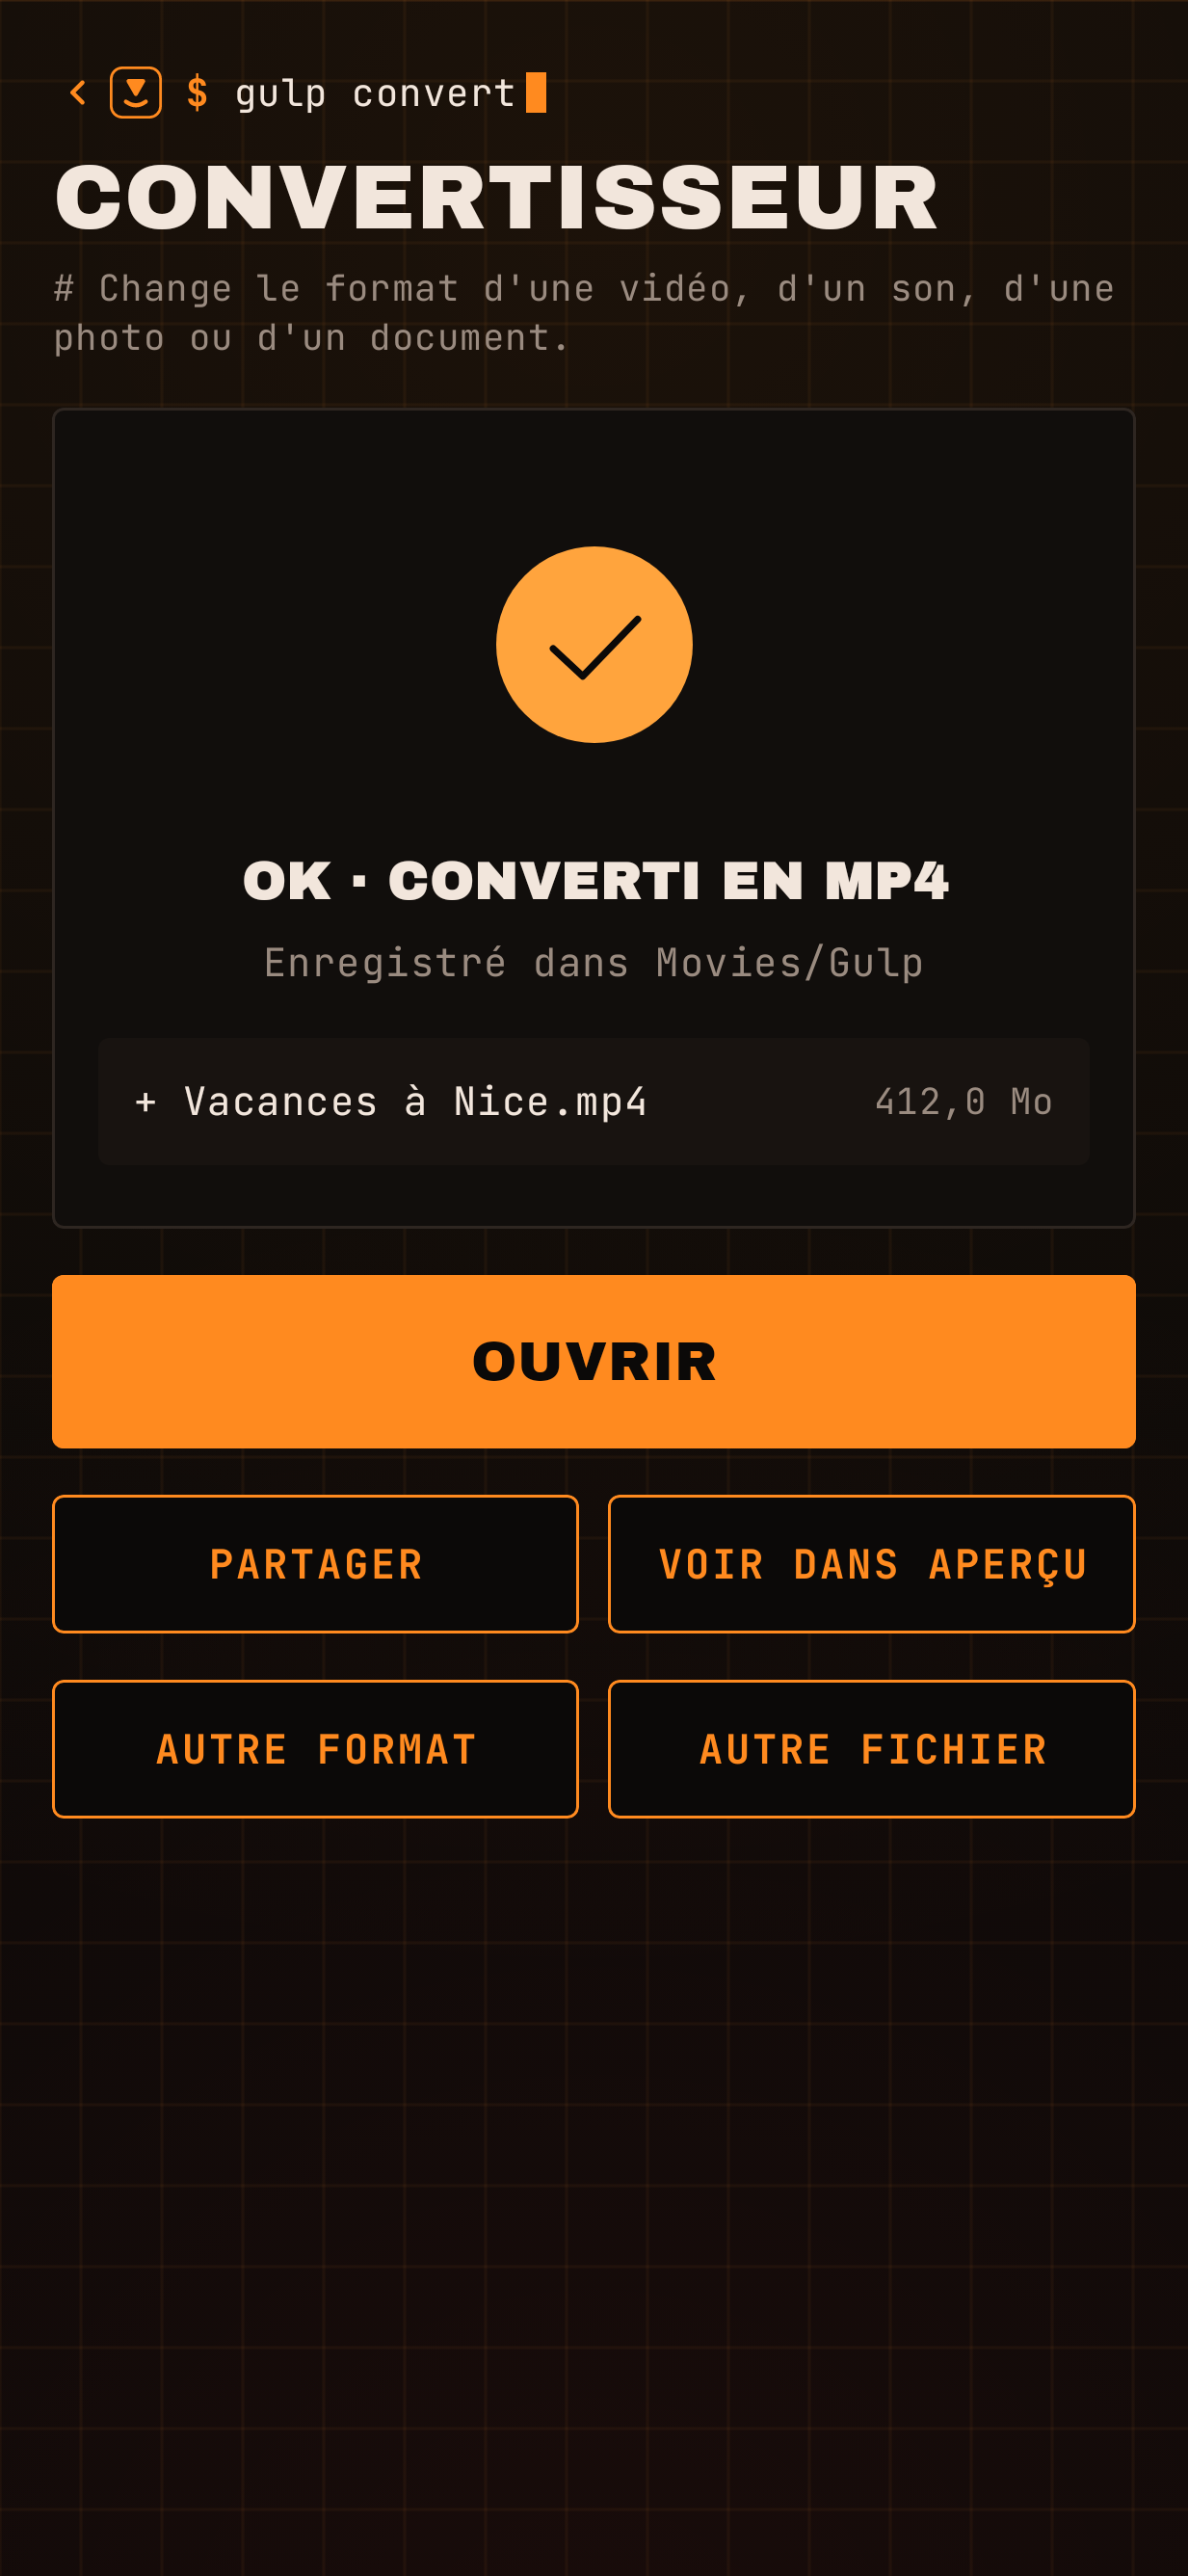 $ gulp convert
CONVERTISSEUR
# Change le format d'une vidéo, d'un son, d'une
photo ou d'un document.
OK · CONVERTI EN MP4
Enregistré dans Movies/Gulp
+ Vacances à Nice.mp4 412,0 Mo
OUVRIR
PARTAGER
VOIR DANS APERÇU
AUTRE FORMAT
AUTRE FICHIER